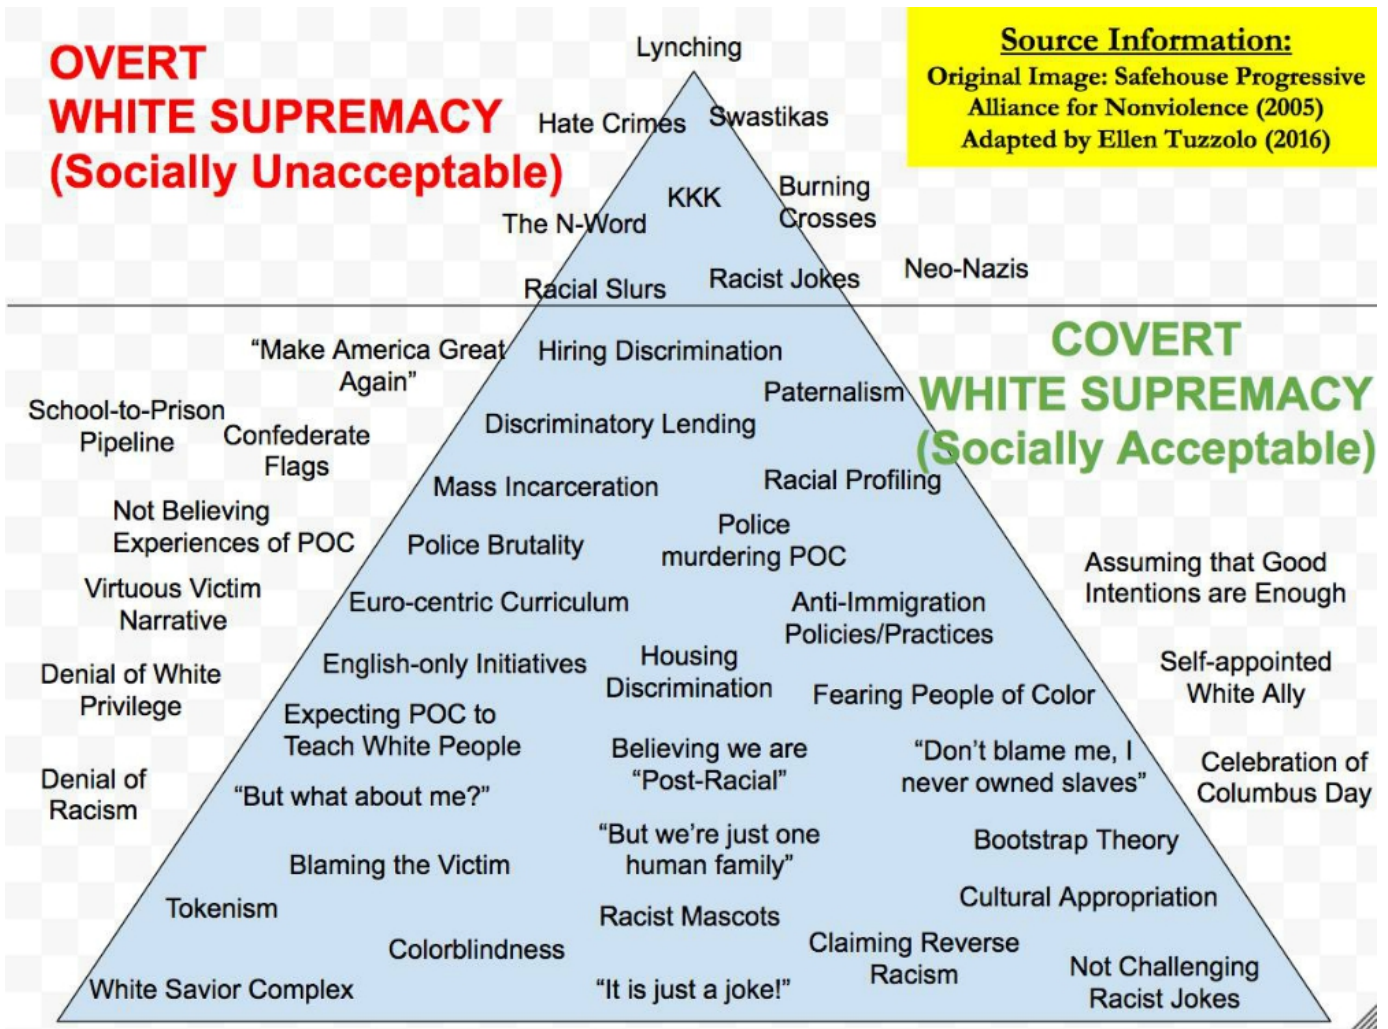 OVERT
WHITE SUPREMACY
(Socially Unacceptable)
Lynching
Source Information:
Original Image: Safehouse Progressive
Alliance for Nonviolence (2005)
Adapted by Ellen Tuzzolo (2016)
Hate Crimes
Swastikas
KKK
Burning
Crosses
The N-Word
Racial Slurs
Racist Jokes
Neo-Nazis
COVERT
WHITE SUPREMACY
(Socially Acceptable)
“Make America Great
Again”
Hiring Discrimination
Paternalism
School-to-Prison
Pipeline
Confederate
Flags
Discriminatory Lending
Mass Incarceration
Racial Profiling
Not Believing
Experiences of POC
Police Brutality
Police
murdering POC
Assuming that Good
Intentions are Enough
Virtuous Victim
Narrative
Euro-centric Curriculum
Anti-Immigration
Policies/Practices
Denial of White
Privilege
English-only Initiatives
Housing
Discrimination
Fearing People of Color
Self-appointed
White Ally
Expecting POC to
Teach White People
Believing we are
“Post-Racial”
“Don’t blame me, I
never owned slaves”
Celebration of
Columbus Day
Denial of
Racism
“But what about me?”
“But we’re just one
human family”
Bootstrap Theory
Blaming the Victim
Cultural Appropriation
Tokenism
Racist Mascots
Colorblindness
Claiming Reverse
Racism
Not Challenging
Racist Jokes
White Savior Complex
“It is just a joke!”